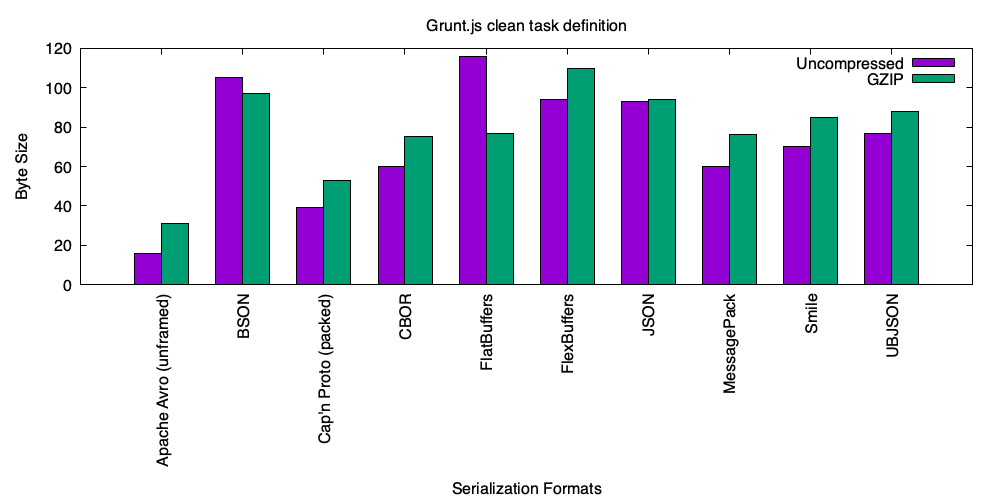 Grunt.js clean task definition
Uncompressed
GZIP
Byte Size
120
100
80
60
40
20
0
Apache Avro (unframed)
BSON
Cap'n Proto (packed)
CBOR
FlatBuffers
FlexBuffers
JSON
MessagePack
Smile
UBJSON
Serialization Formats